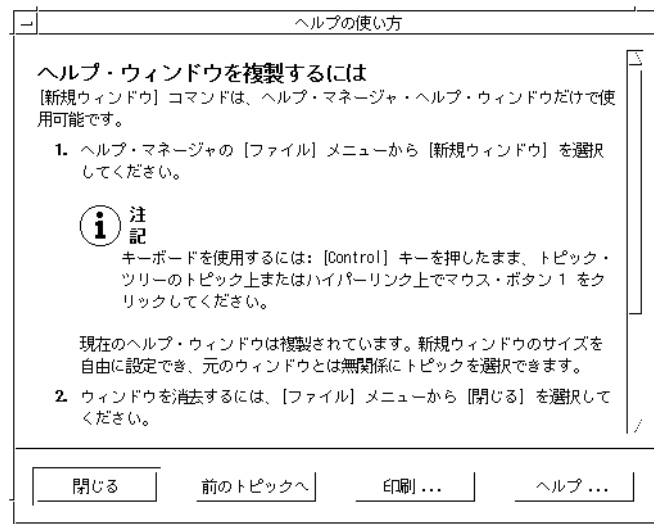 ヘルプの使い方
ヘルプ・ウィンドウを複製するには
[新規ウィンドウ] コマンドは、ヘルプ・マネージャ・ヘルプ・ウィンドウだけで使
用可能です。
1. ヘルプ・マネージャの [ファイル] メニューから [新規ウィンドウ] を選択
してください。
注
記
キーボードを使用するには: [Control] キーを押したまま、トピック・
ツリーのトピック上またはハイパーリンク上でマウス・ボタン 1 をク
リックしてください。
現在のヘルプ・ウィンドウは複製されています。新規ウィンドウのサイズを
自由に設定でき、元のウィンドウとは無関係にトピックを選択できます。
2. ウィンドウを消去するには、[ファイル] メニューから [閉じる] を選択して
ください。
閉じる
前のトピックへ
印刷 ...
ヘルプ ...